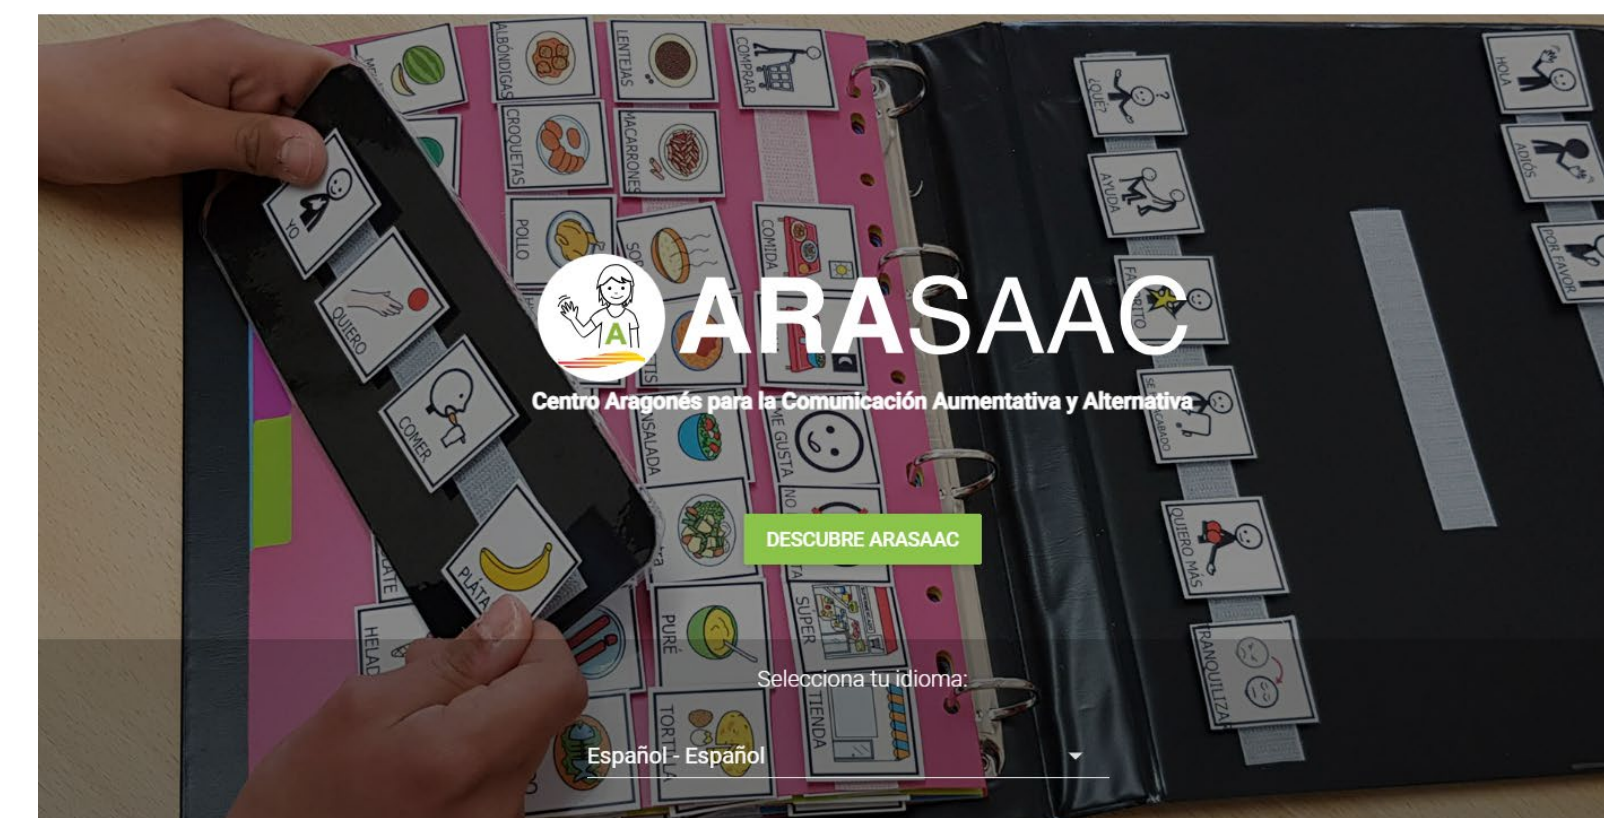 YO
QUIERO
COMER
ALBÓNDIGAS
CROQUETAS
POLLO
LENTEJAS
MACARRONES
ENSALADA
PURÉ
COMPRAR
COMIDA
ME GUSTA
NO
SÚPER
TIENDA
¿QUÉ?
AYUDA
QUIERO MÁS
HOLA
ADIÓS
POR FAVOR
ARASAAC
A
Centro Aragonés para la Comunicación Aumentativa y Alternativa
DESCUBRE ARASAAC
Selecciona tu idioma:
Español - Español